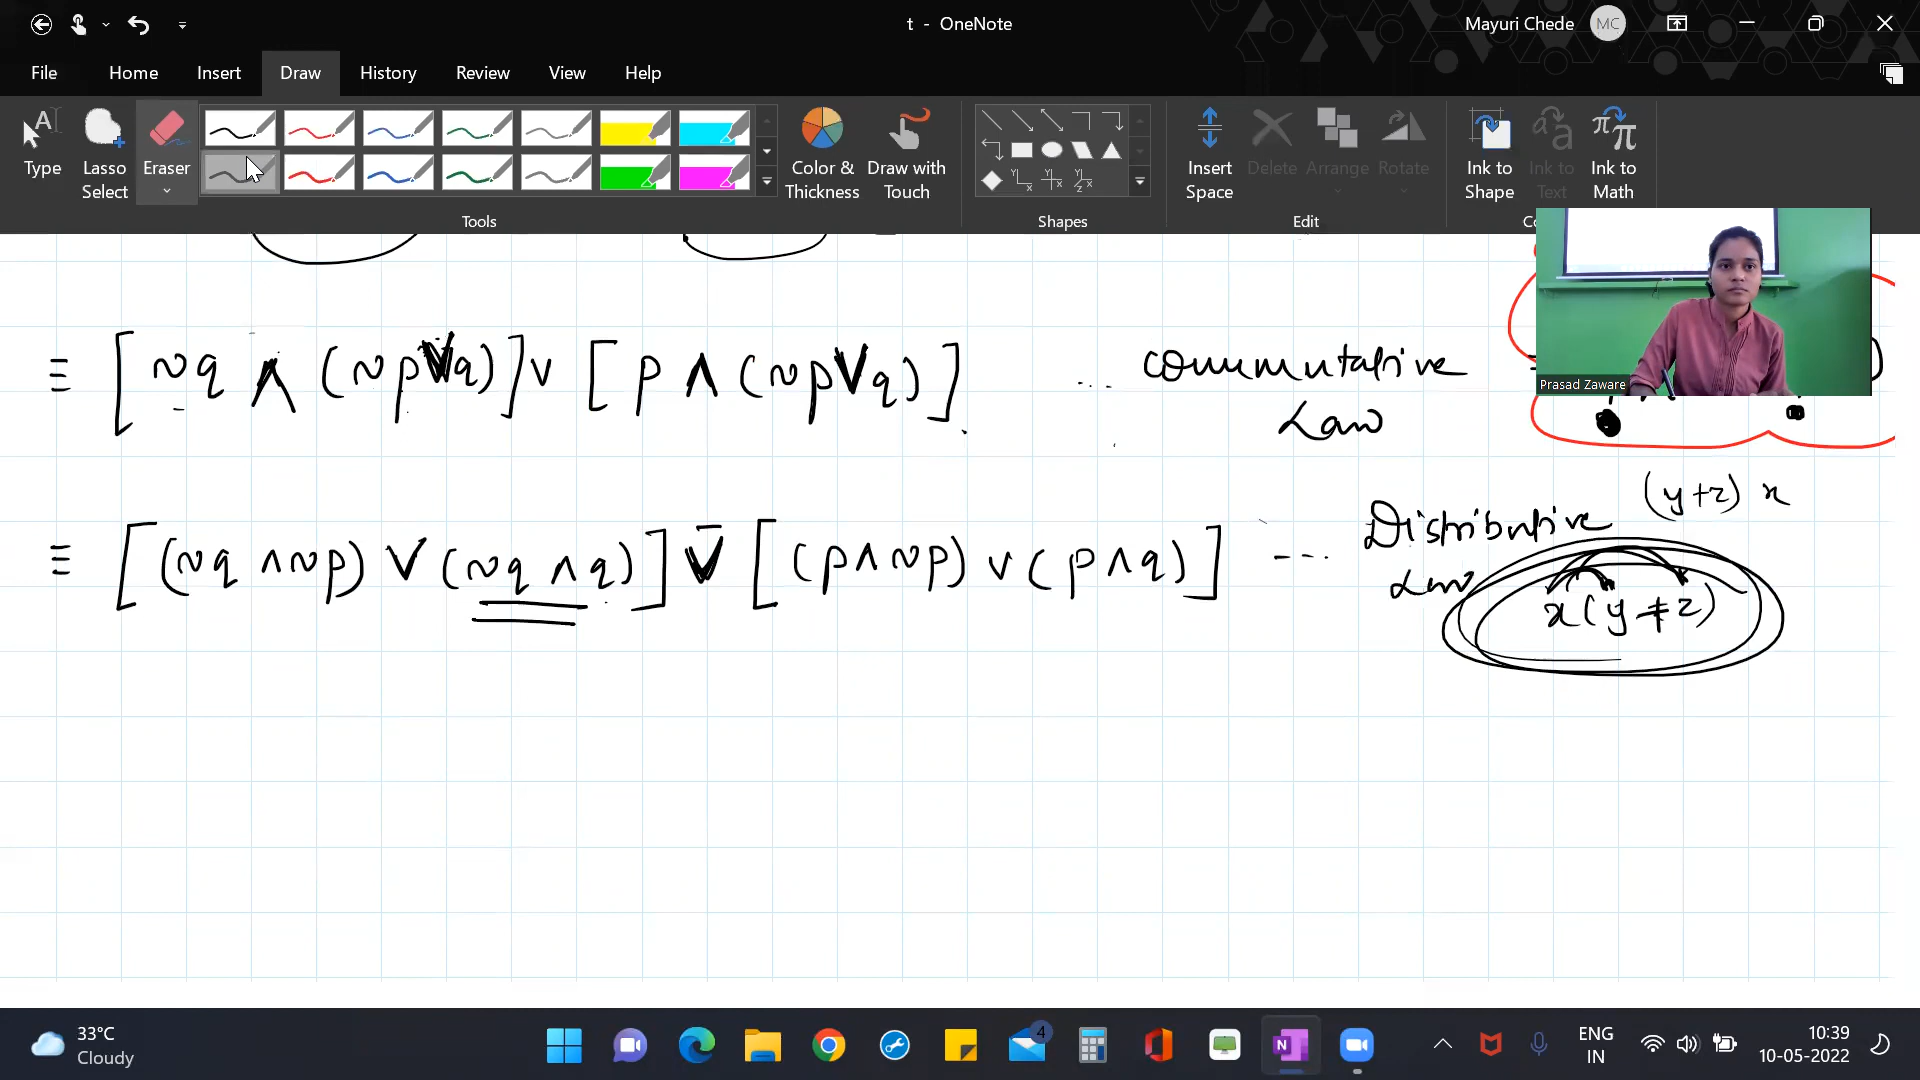 t - OneNote
Mayuri Chede MC
File Home Insert Draw History Review View Help
Type
Lasso Select
Eraser
Color & Thickness
Draw with Touch
Insert Space
Delete
Arrange
Rotate
Ink to Shape
Ink to Text
Ink to Math
Tools
Shapes
Edit
Prasad Zaware
≡ [~q ∧ (~p∨q)] ∨ [p ∧ (~p∨q)] ... commutative
Law
(y+z) x
≡ [(~q ∧ ~p) ∨ (~q ∧ q)] ∨ [(p ∧ ~p) ∨ (p ∧ q)] --- Distributive
Law
x(y+z)
33°C
Cloudy
4
ENG
IN
10:39
10-05-2022